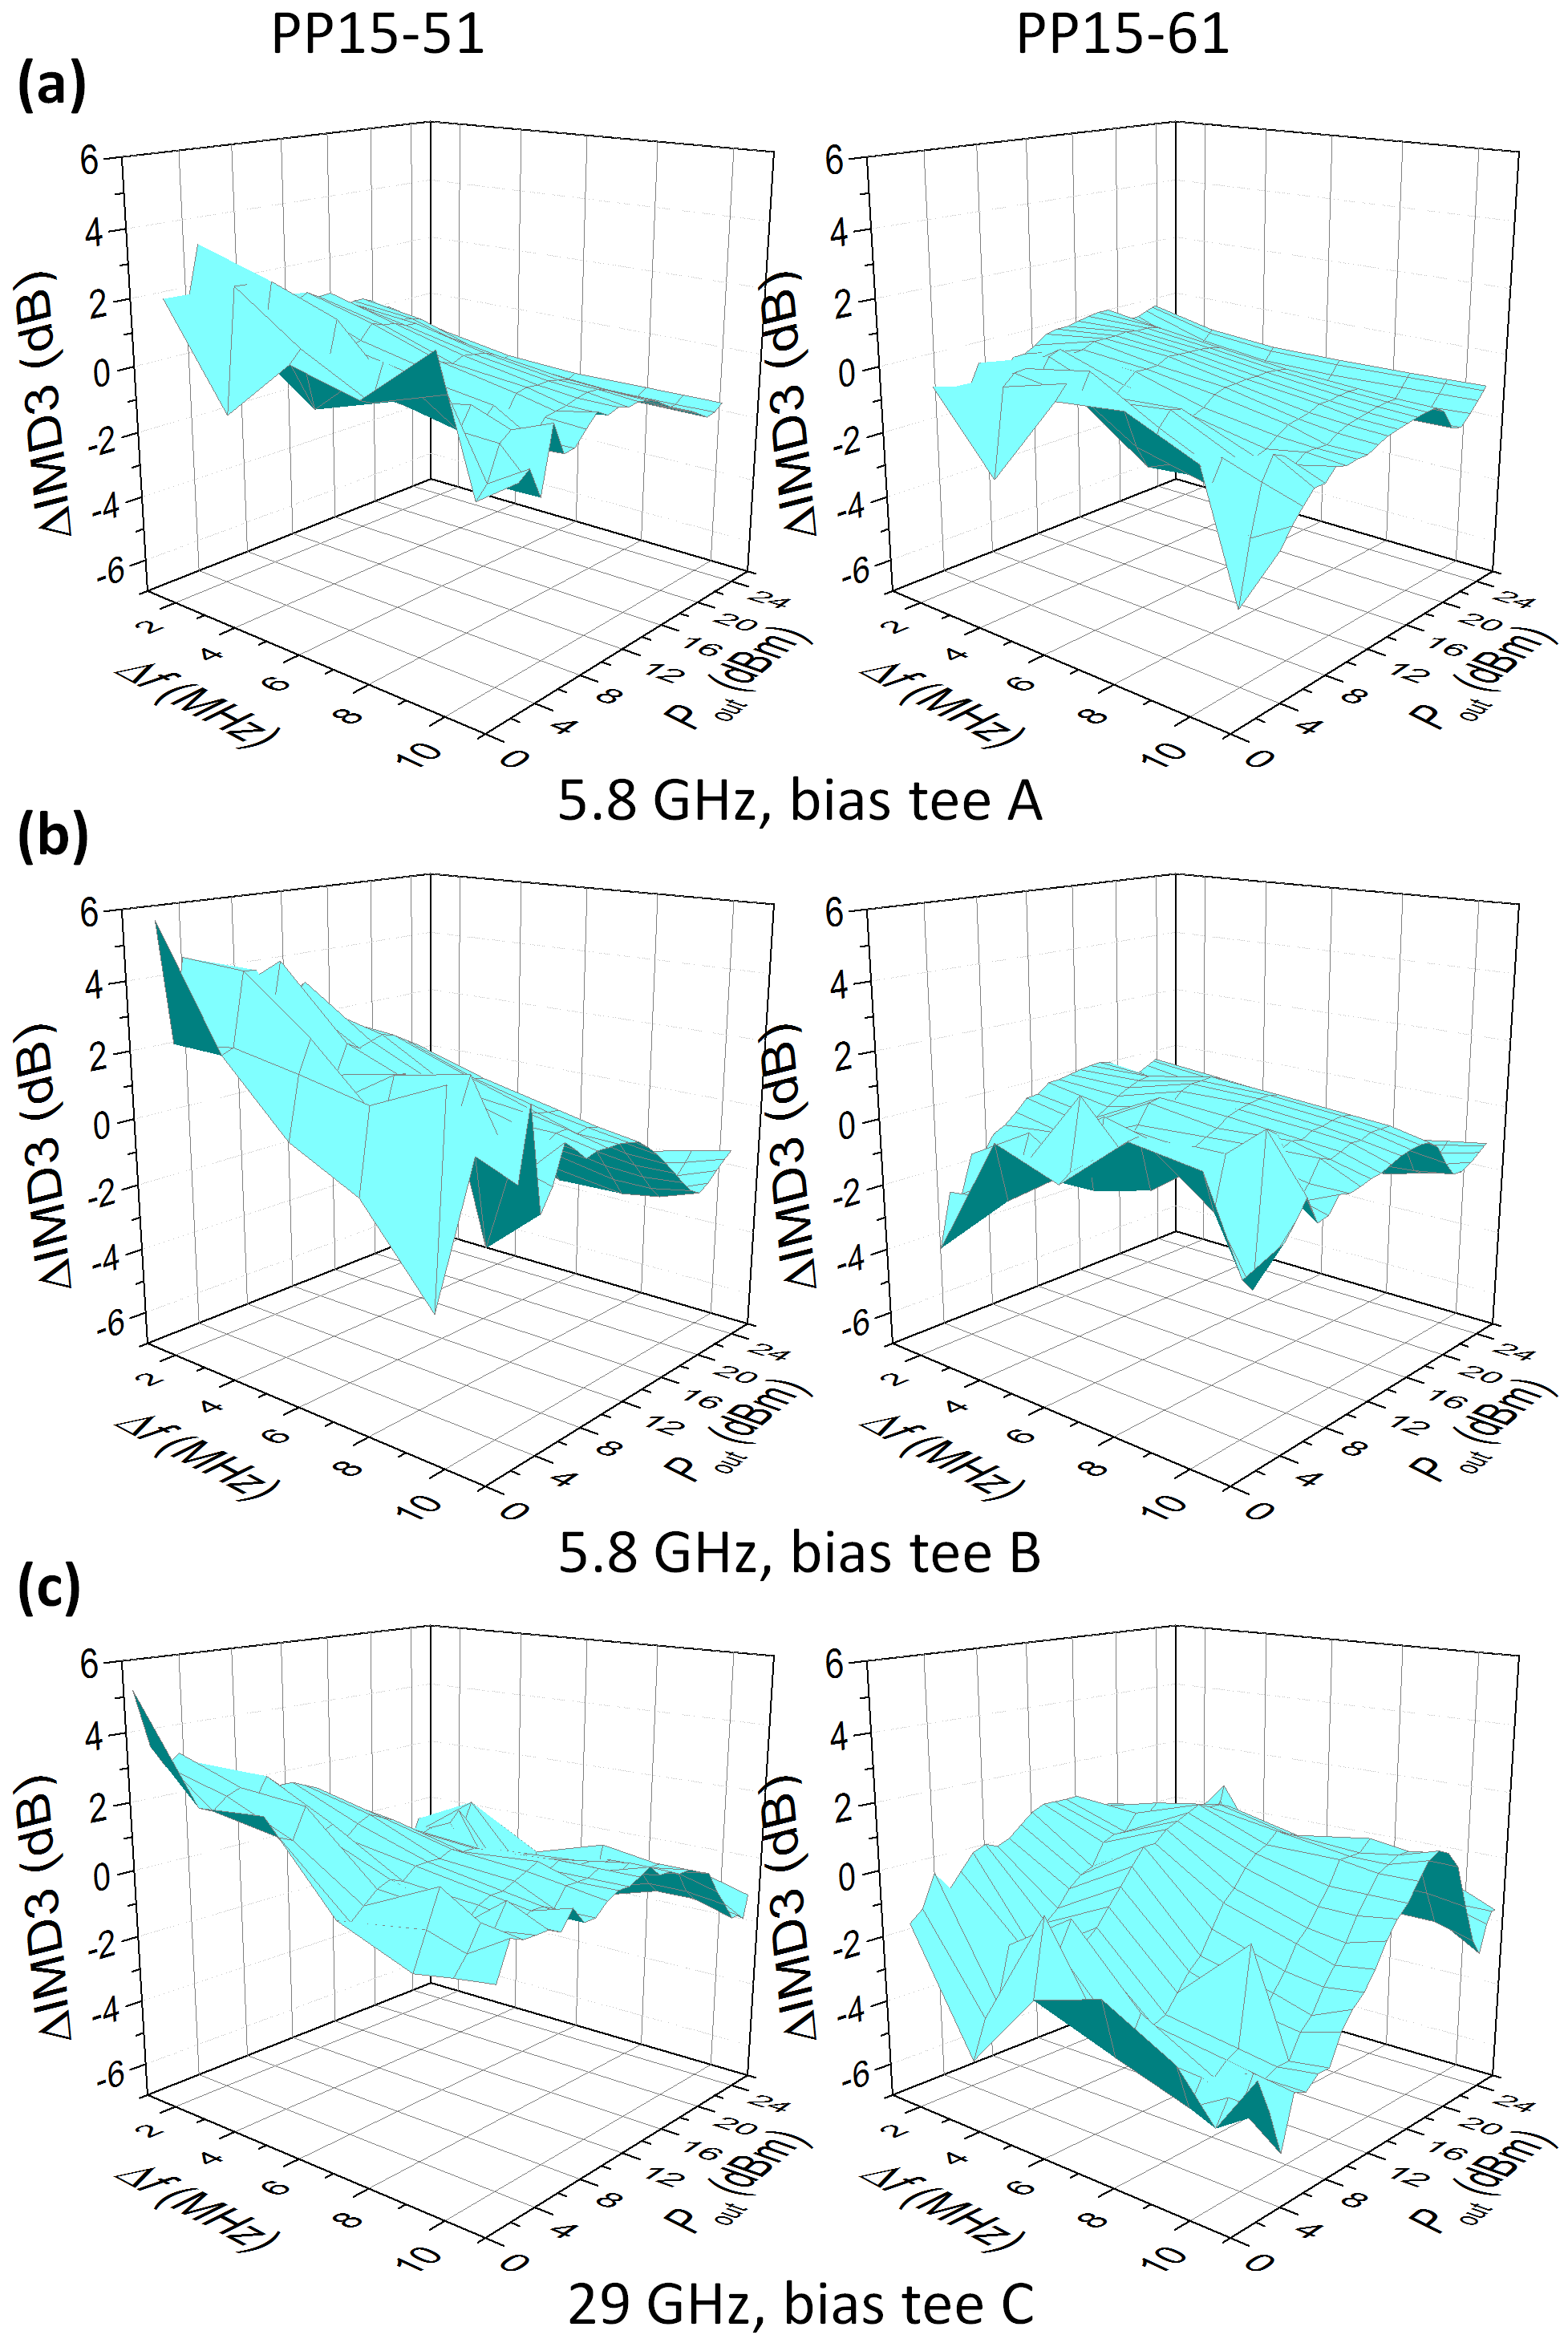 PP15-51 PP15-61
(a)
6 4 2 0 -2 -4 -6
ΔIMD3 (dB)
2 4 6 8 10
Δf (MHz)
0 4 8 12 16 20 24
P out (dBm)
6 4 2 0 -2 -4 -6
ΔIMD3 (dB)
2 4 6 8 10
Δf (MHz)
0 4 8 12 16 20 24
P out (dBm)
5.8 GHz, bias tee A
(b)
6 4 2 0 -2 -4 -6
ΔIMD3 (dB)
2 4 6 8 10
Δf (MHz)
0 4 8 12 16 20 24
P out (dBm)
6 4 2 0 -2 -4 -6
ΔIMD3 (dB)
2 4 6 8 10
Δf (MHz)
0 4 8 12 16 20 24
P out (dBm)
5.8 GHz, bias tee B
(c)
6 4 2 0 -2 -4 -6
ΔIMD3 (dB)
2 4 6 8 10
Δf (MHz)
0 4 8 12 16 20 24
P out (dBm)
6 4 2 0 -2 -4 -6
ΔIMD3 (dB)
2 4 6 8 10
Δf (MHz)
0 4 8 12 16 20 24
P out (dBm)
29 GHz, bias tee C